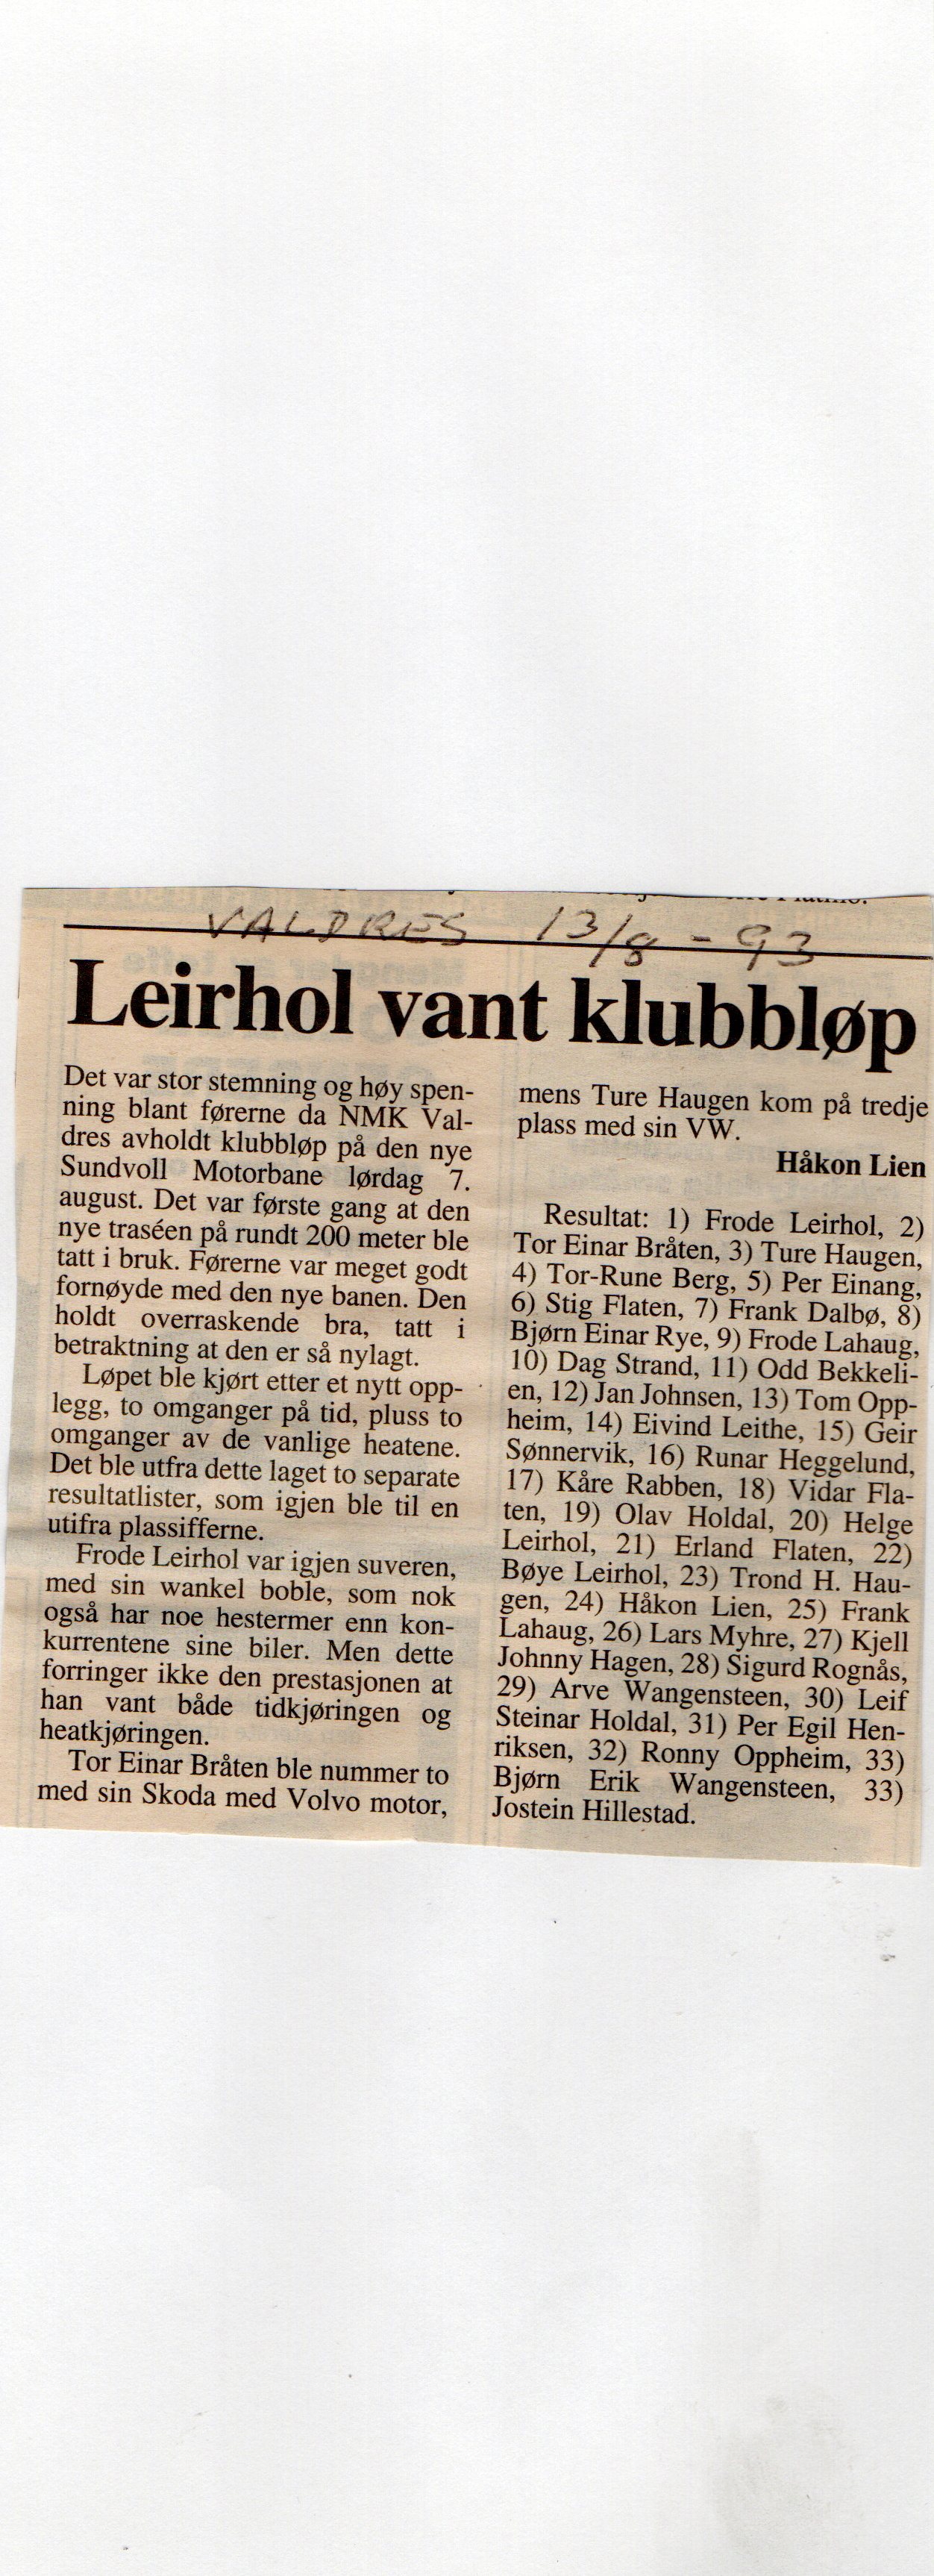 VALDRES 13/8 - 93
Leirhol vant klubbløp
Det var stor stemning og høy spen-
ning blant førerne da NMK Val-
dres avholdt klubbløp på den nye
Sundvoll Motorbane lørdag 7.
august. Det var første gang at den
nye traséen på rundt 200 meter ble
tatt i bruk. Førerne var meget godt
fornøyde med den nye banen. Den
holdt overraskende bra, tatt i
betraktning at den er så nylagt.
Løpet ble kjørt etter et nytt opp-
legg, to omganger på tid, pluss to
omganger av de vanlige heatene.
Det ble utfra dette laget to separate
resultatlister, som igjen ble til en
utifra plassifferne.
Frode Leirhol var igjen suveren,
med sin wankel boble, som nok
også har noe hestermer enn kon-
kurrentene sine biler. Men dette
forringer ikke den prestasjonen at
han vant både tidkjøringen og
heatkjøringen.
Tor Einar Bråten ble nummer to
med sin Skoda med Volvo motor,
mens Ture Haugen kom på tredje
plass med sin VW.
Håkon Lien
Resultat: 1) Frode Leirhol, 2)
Tor Einar Bråten, 3) Ture Haugen,
4) Tor-Rune Berg, 5) Per Einang,
6) Stig Flaten, 7) Frank Dalbø, 8)
Bjørn Einar Rye, 9) Frode Lahaug,
10) Dag Strand, 11) Odd Bekkeli-
en, 12) Jan Johnsen, 13) Tom Opp-
heim, 14) Eivind Leithe, 15) Geir
Sønnervik, 16) Runar Heggelund,
17) Kåre Rabben, 18) Vidar Fla-
ten, 19) Olav Holdal, 20) Helge
Leirhol, 21) Erland Flaten, 22)
Bøye Leirhol, 23) Trond H. Hau-
gen, 24) Håkon Lien, 25) Frank
Lahaug, 26) Lars Myhre, 27) Kjell
Johnny Hagen, 28) Sigurd Rognås,
29) Arve Wangensteen, 30) Leif
Steinar Holdal, 31) Per Egil Hen-
riksen, 32) Ronny Oppheim, 33)
Bjørn Erik Wangensteen, 33)
Jostein Hillestad.